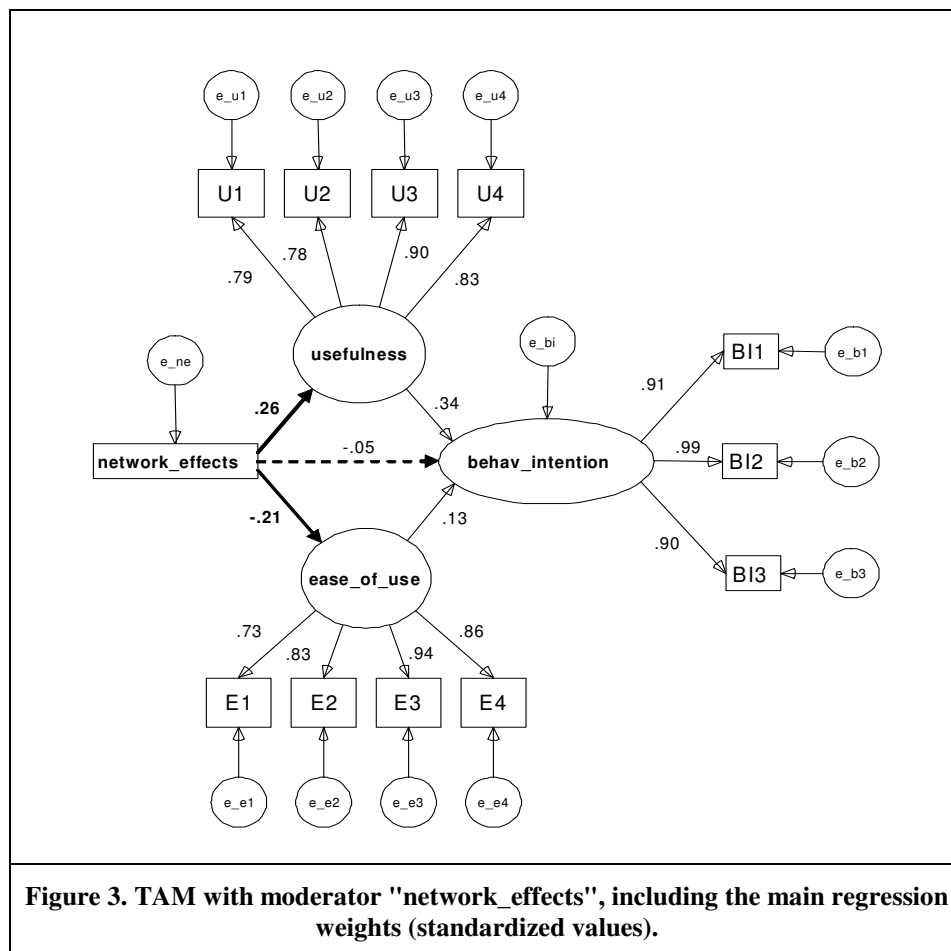 e_u1 e_u2 e_u3 e_u4
U1 U2 U3 U4
.79 .78 .90 .83
usefulness
e_ne
e_bi
BI1 e_b1
.26 .34 .91
network_effects -.05 behav_intention .99 BI2 e_b2
-.21 .13 .90
ease_of_use
BI3 e_b3
.73 .83 .94 .86
E1 E2 E3 E4
e_e1 e_e2 e_e3 e_e4
Figure 3. TAM with moderator "network_effects", including the main regression
weights (standardized values).